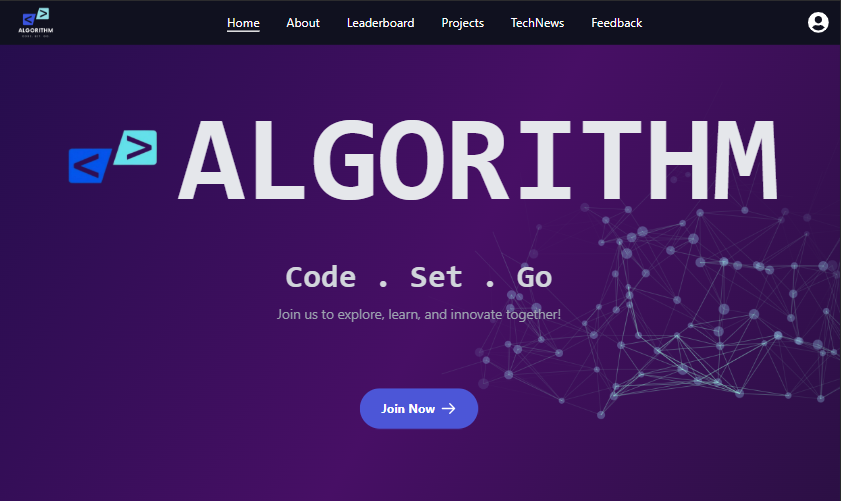 ALGORITHM
Home About Leaderboard Projects TechNews Feedback
< > ALGORITHM
Code . Set . Go
Join us to explore, learn, and innovate together!
Join Now →